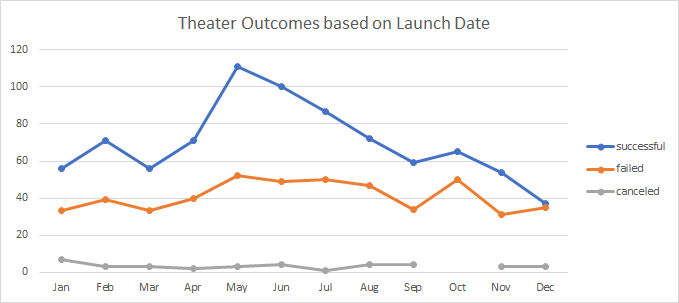 Theater Outcomes based on Launch Date
120
100
80
60
40
20
0
Jan Feb Mar Apr May Jun Jul Aug Sep Oct Nov Dec
successful
failed
canceled